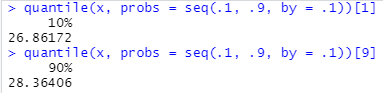 > quantile(x, probs = seq(.1, .9, by = .1))[1]
10%
26.86172
> quantile(x, probs = seq(.1, .9, by = .1))[9]
90%
28.36406